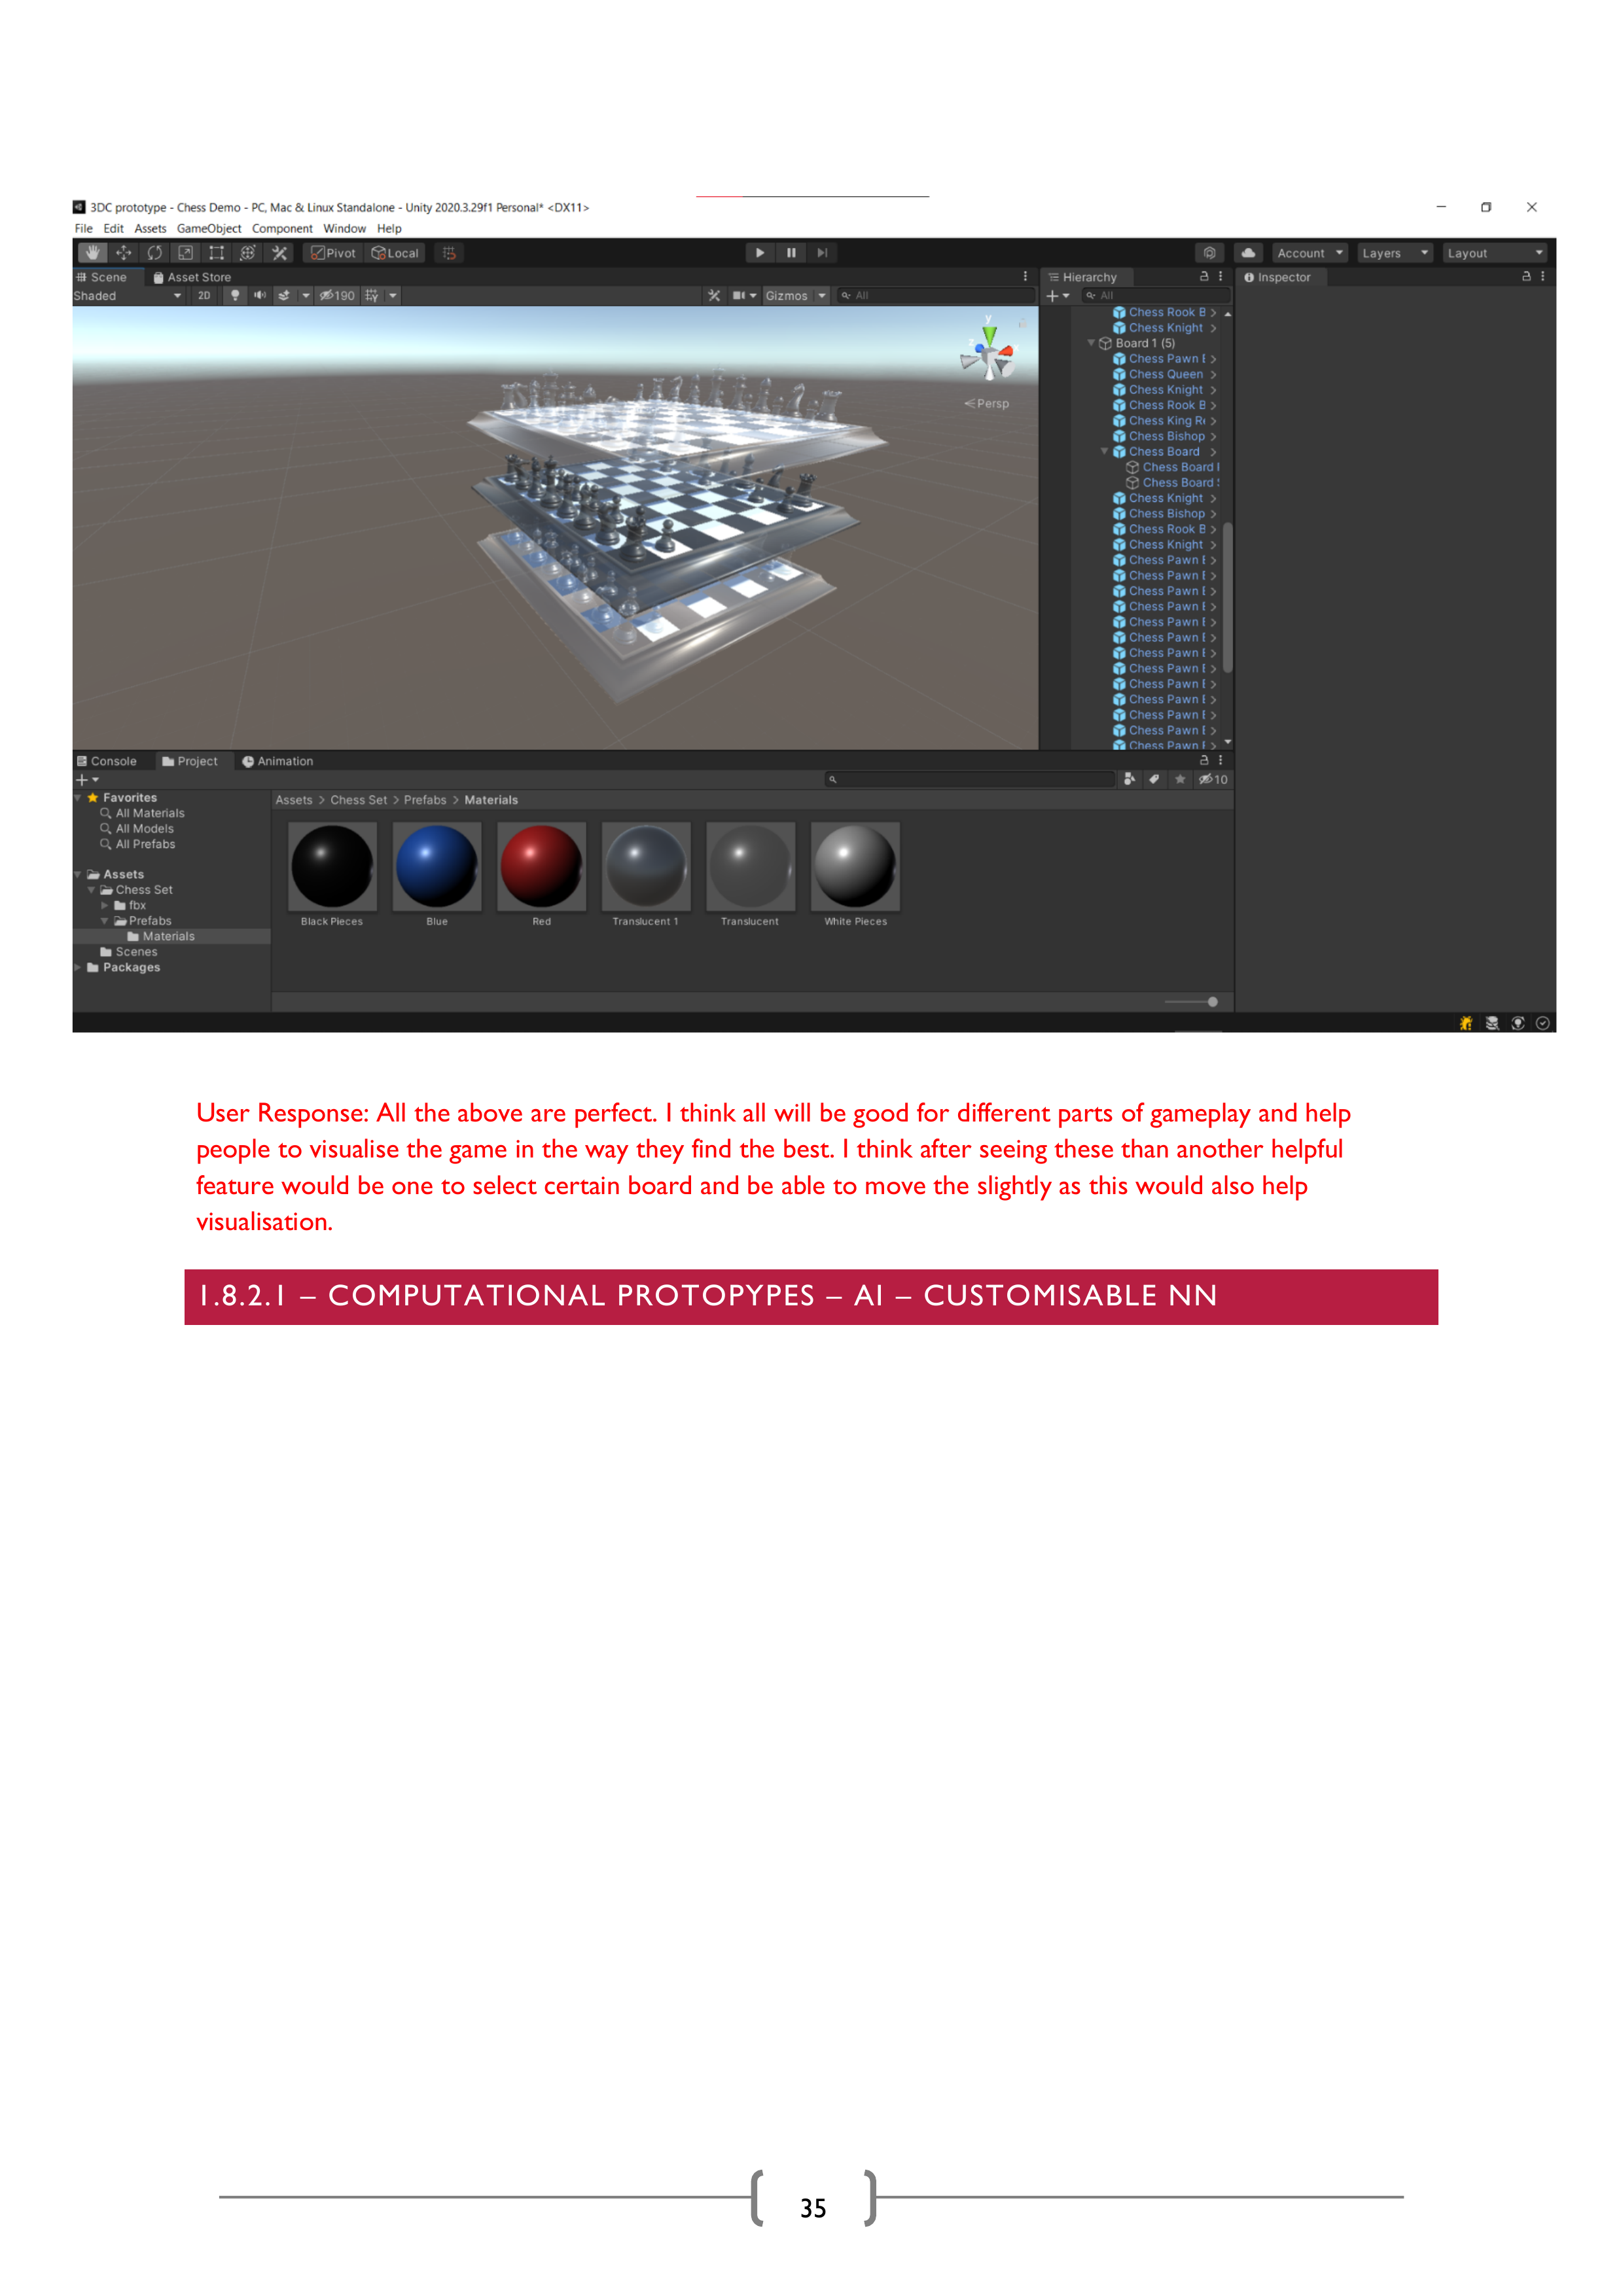 3DC prototype - Chess Demo - PC, Mac & Linux Standalone - Unity 2020.3.29f1 Personal* <DX11>
File Edit Assets GameObject Component Window Help
Pivot Local Account Layers Layout
Scene Asset Store Hierarchy Inspector
Shaded 2D 190 Gizmos All All
Chess Rook B
Chess Knight
Board 1 (5)
Chess Pawn
Chess Queen
Chess Knight
Chess Rook B
Chess King
Chess Bishop
Chess Board
Chess Board
Chess Board
Chess Knight
Chess Bishop
Chess Rook B
Chess Knight
Chess Pawn
Chess Pawn
Chess Pawn
Chess Pawn
Chess Pawn
Chess Pawn
Chess Pawn
Chess Pawn
Chess Pawn
Chess Pawn
Chess Pawn
Chess Pawn
Chess Pawn
y
Persp
Console Project Animation
10
Favorites
All Materials
All Models
All Prefabs
Assets
Chess Set
fbx
Prefabs
Materials
Scenes
Packages
Assets > Chess Set > Prefabs > Materials
Black Pieces Blue Red Translucent 1 Translucent White Pieces
User Response: All the above are perfect. I think all will be good for different parts of gameplay and help
people to visualise the game in the way they find the best. I think after seeing these than another helpful
feature would be one to select certain board and be able to move the slightly as this would also help
visualisation.
1.8.2.1 – COMPUTATIONAL PROTOPYPES – AI – CUSTOMISABLE NN
35